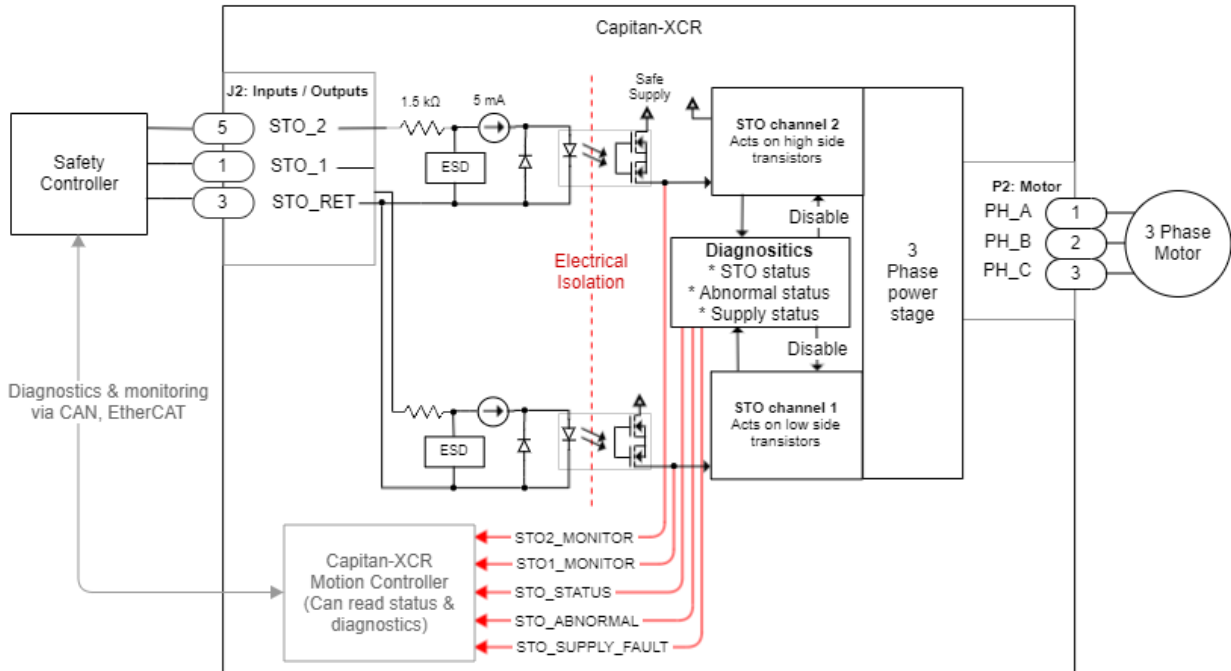 Capitan-XCR
J2: Inputs / Outputs
Safety
Controller
5
STO_2
1
STO_1
3
STO_RET
1.5 kΩ
5 mA
ESD
Safe
Supply
Electrical
Isolation
STO channel 2
Acts on high side
transistors
Disable
Diagnositics
* STO status
* Abnormal status
* Supply status
Disable
STO channel 1
Acts on low side
transistors
3
Phase
power
stage
P2: Motor
PH_A
1
PH_B
2
PH_C
3
3 Phase
Motor
Diagnostics & monitoring
via CAN, EtherCAT
ESD
Capitan-XCR
Motion Controller
(Can read status &
diagnostics)
STO2_MONITOR
STO1_MONITOR
STO_STATUS
STO_ABNORMAL
STO_SUPPLY_FAULT